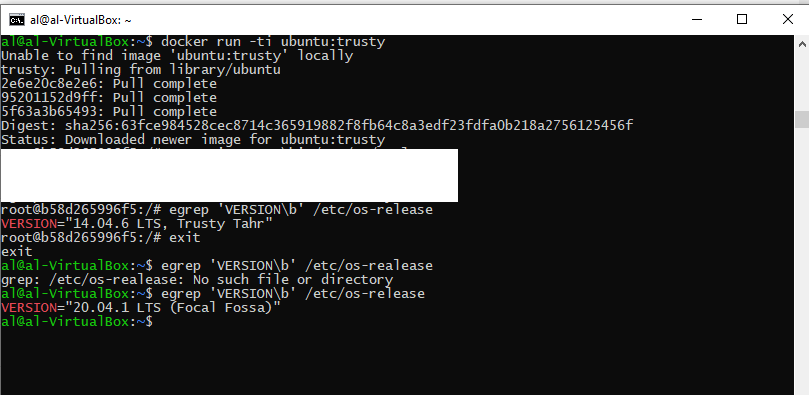 al@al-VirtualBox: ~
al@al-VirtualBox:~$ docker run -ti ubuntu:trusty
Unable to find image 'ubuntu:trusty' locally
trusty: Pulling from library/ubuntu
2e6e20c8e2e6: Pull complete
95201152d9ff: Pull complete
5f63a3b65493: Pull complete
Digest: sha256:63fce984528cec8714c365919882f8fb64c8a3edf23fdfa0b218a2756125456f
Status: Downloaded newer image for ubuntu:trusty
root@b58d265996f5:/# egrep 'VERSION\b' /etc/os-release
VERSION="14.04.6 LTS, Trusty Tahr"
root@b58d265996f5:/# exit
exit
al@al-VirtualBox:~$ egrep 'VERSION\b' /etc/os-realease
grep: /etc/os-realease: No such file or directory
al@al-VirtualBox:~$ egrep 'VERSION\b' /etc/os-release
VERSION="20.04.1 LTS (Focal Fossa)"
al@al-VirtualBox:~$